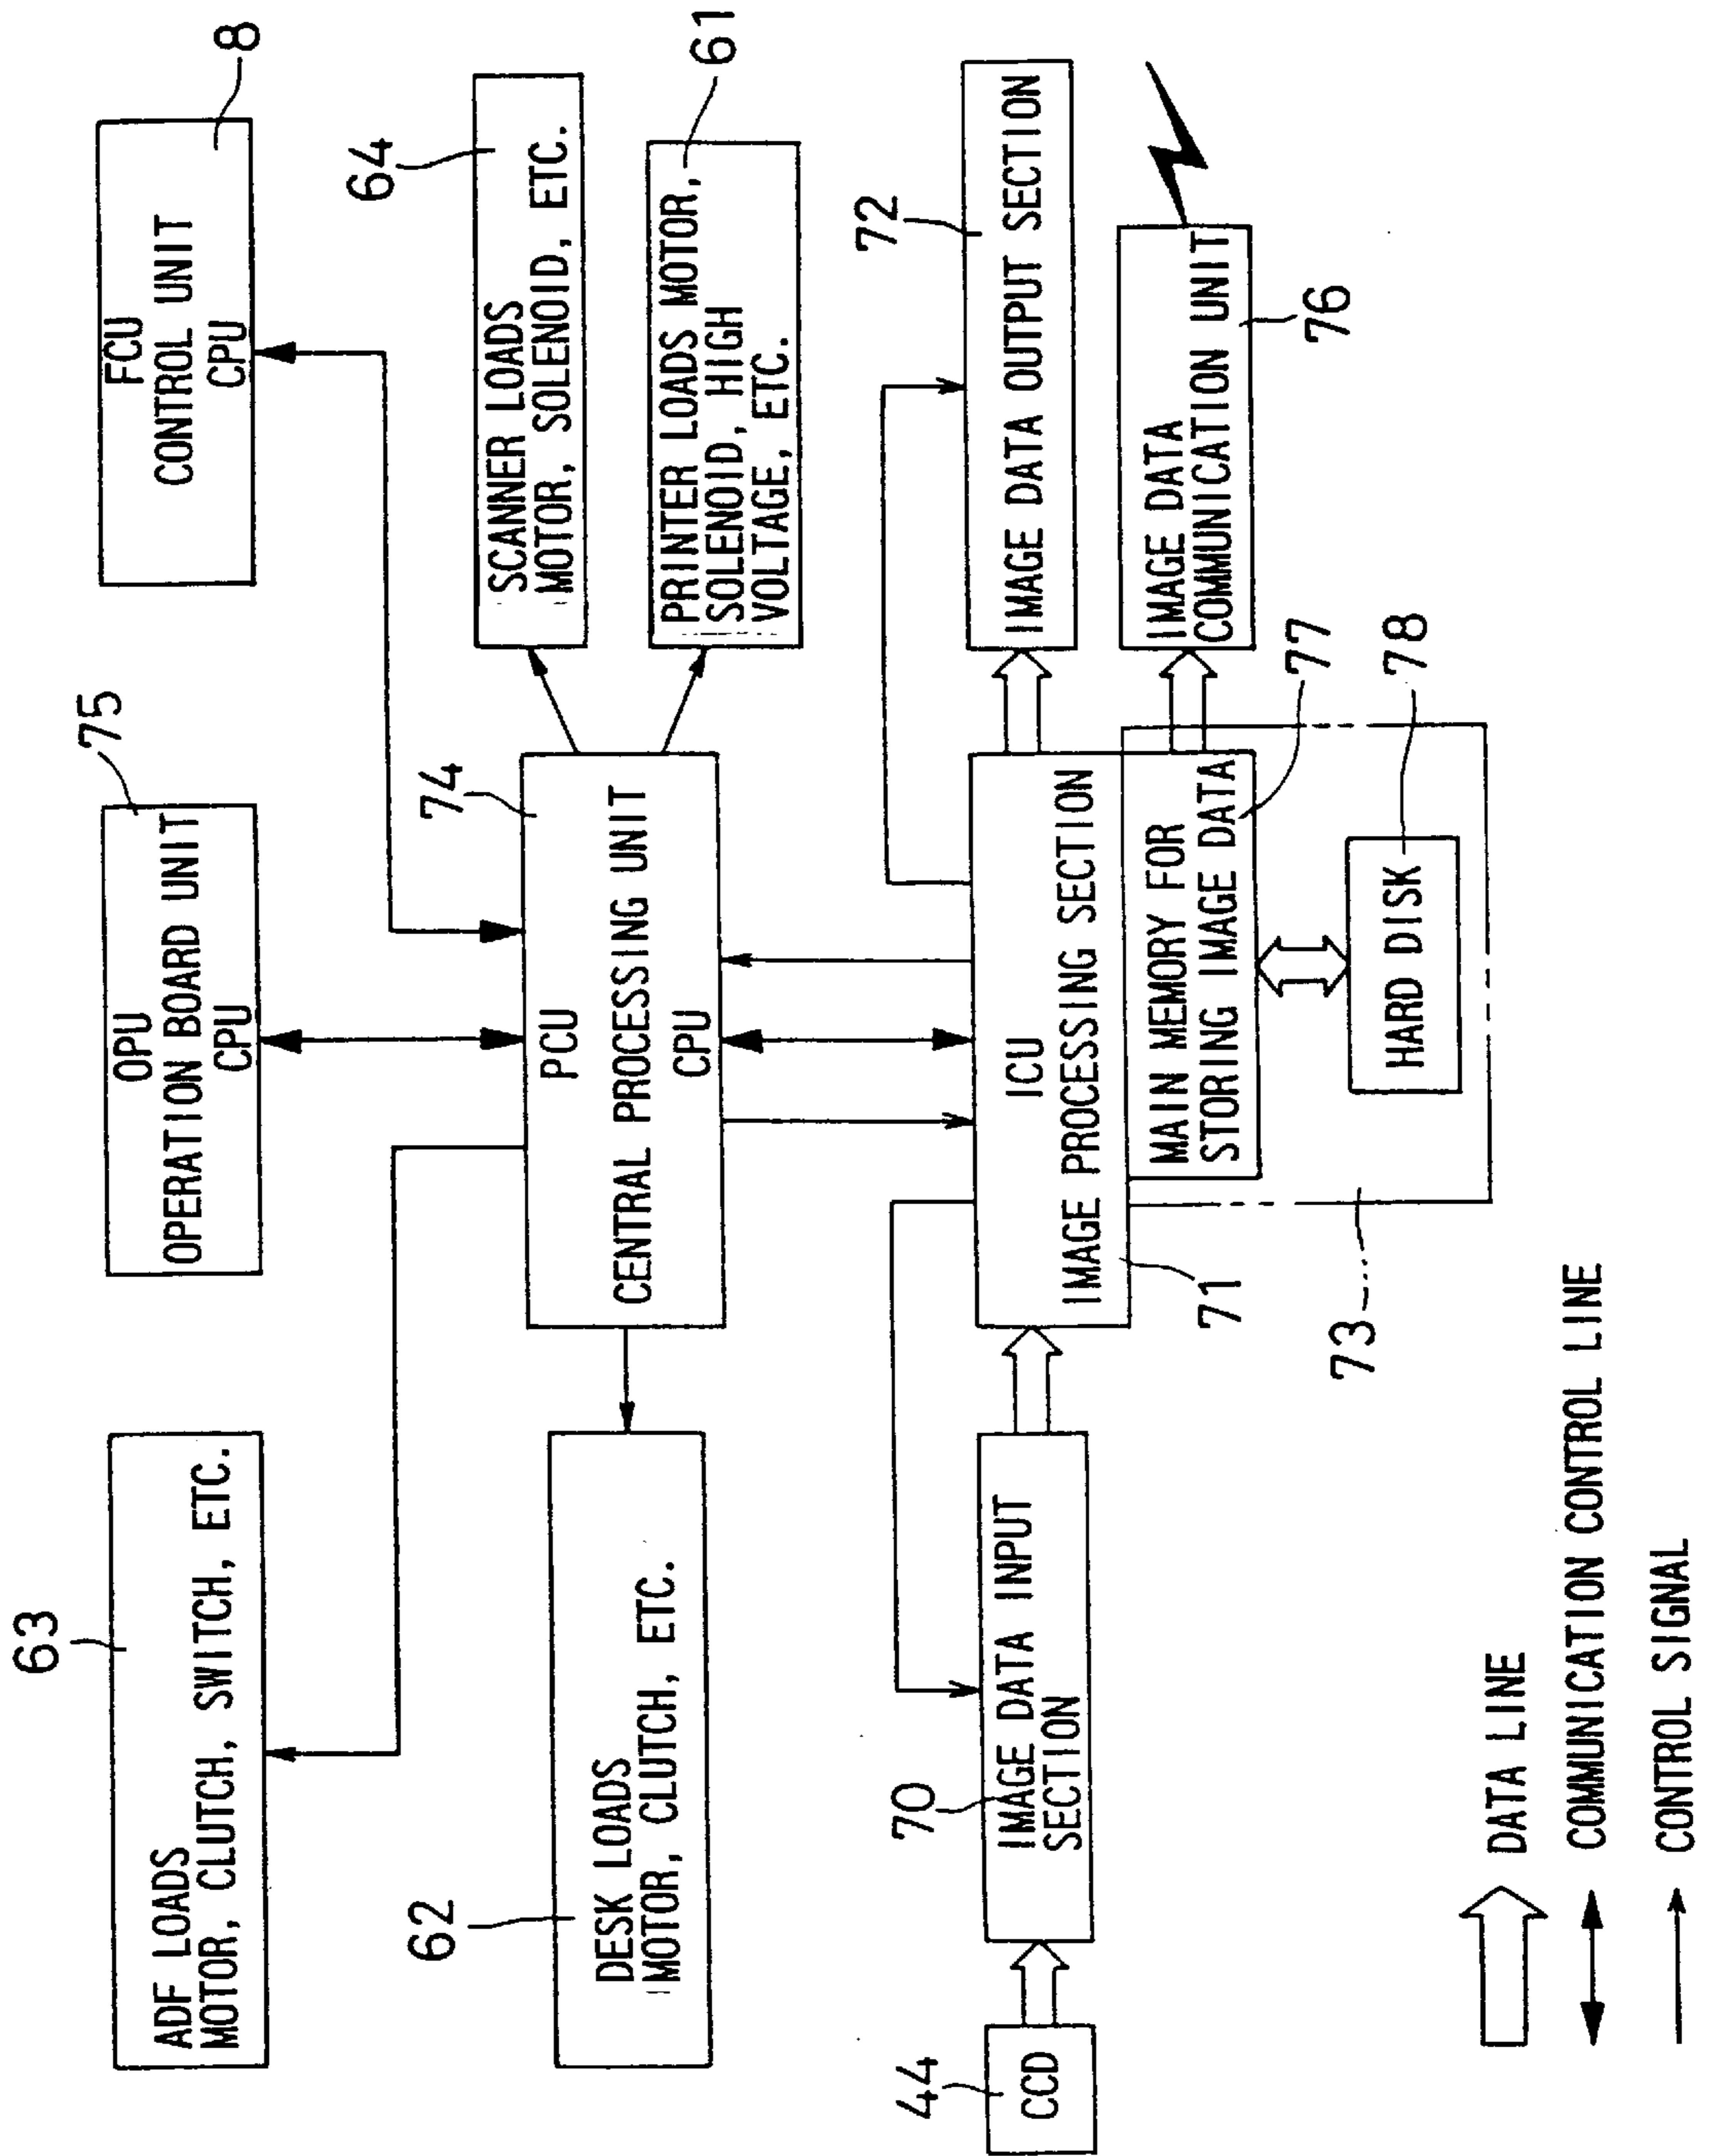 63
ADF LOADS
MOTOR, CLUTCH, SWITCH, ETC.
75
OPU
OPERATION BOARD UNIT
CPU
8
FCU
CONTROL UNIT
CPU
62
DESK LOADS
MOTOR, CLUTCH, ETC.
74
PCU
CENTRAL PROCESSING UNIT
CPU
64
SCANNER LOADS
MOTOR, SOLENOID, ETC.
61
PRINTER LOADS MOTOR,
SOLENOID, HIGH
VOLTAGE, ETC.
44
CCD
70
IMAGE DATA INPUT
SECTION
ICU
IMAGE PROCESSING SECTION
71
MAIN MEMORY FOR
STORING IMAGE DATA
77
HARD DISK
78
73
72
IMAGE DATA OUTPUT SECTION
IMAGE DATA
COMMUNICATION UNIT
76
DATA LINE
COMMUNICATION CONTROL LINE
CONTROL SIGNAL